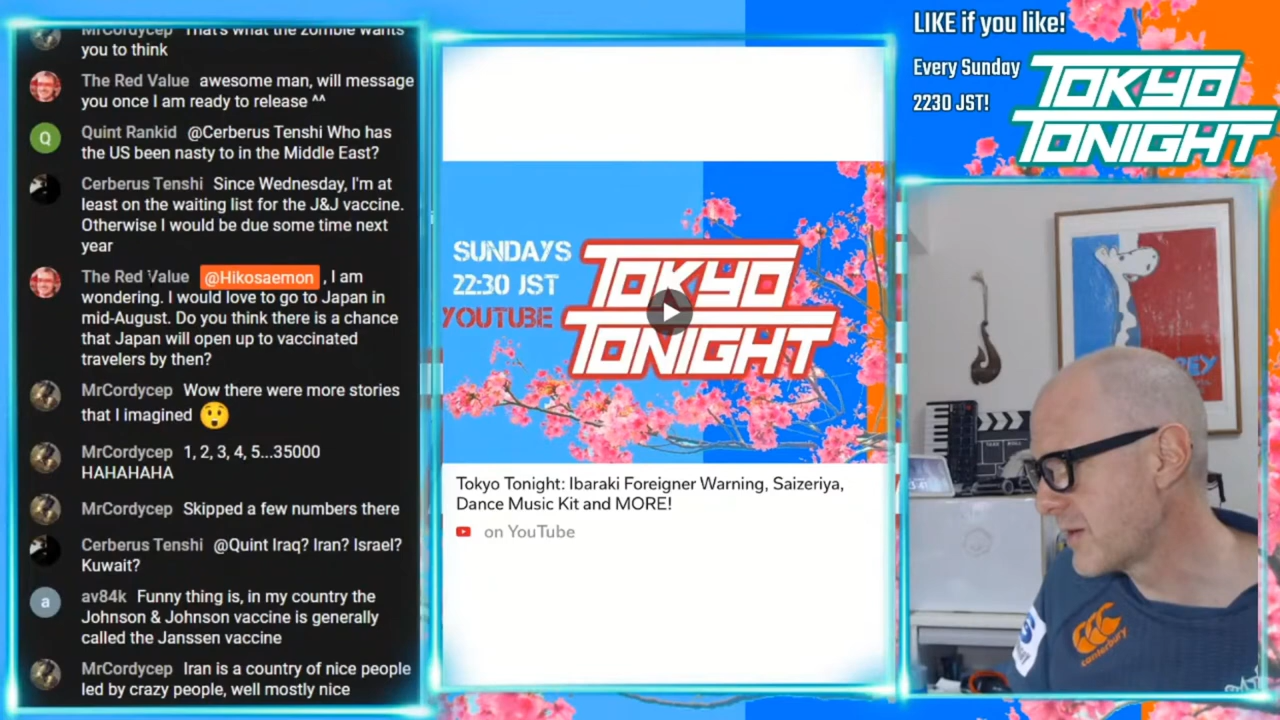 MrCordycep That's what the zombie wants
you to think
The Red Value awesome man, will message
you once I am ready to release ^^
Q
Quint Rankid @Cerberus Tenshi Who has
the US been nasty to in the Middle East?
Cerberus Tenshi Since Wednesday, I'm at
least on the waiting list for the J&J vaccine.
Otherwise I would be due some time next
year
The Red Value @Hikosaemon , I am
wondering. I would love to go to Japan in
mid-August. Do you think there is a chance
that Japan will open up to vaccinated
travelers by then?
MrCordycep Wow there were more stories
that I imagined 😲
MrCordycep 1, 2, 3, 4, 5...35000
HAHAHAHA
MrCordycep Skipped a few numbers there
Cerberus Tenshi @Quint Iraq? Iran? Israel?
Kuwait?
a
av84k Funny thing is, in my country the
Johnson & Johnson vaccine is generally
called the Janssen vaccine
MrCordycep Iran is a country of nice people
led by crazy people, well mostly nice
SUNDAYS
22:30 JST
YOUTUBE
TOKYO
TONIGHT
Tokyo Tonight: Ibaraki Foreigner Warning, Saizeriya,
Dance Music Kit and MORE!
on YouTube
LIKE if you like!
Every Sunday
2230 JST!
TOKYO
TONIGHT
canterbury